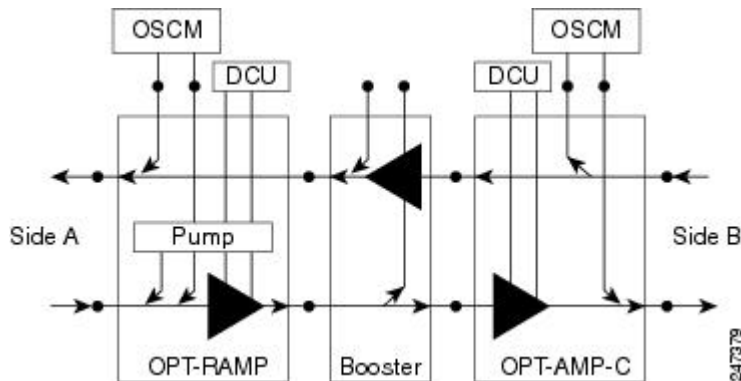 OSCM
OSCM
DCU
DCU
Side A
Pump
Side B
OPT-RAMP
Booster
OPT-AMP-C
247379